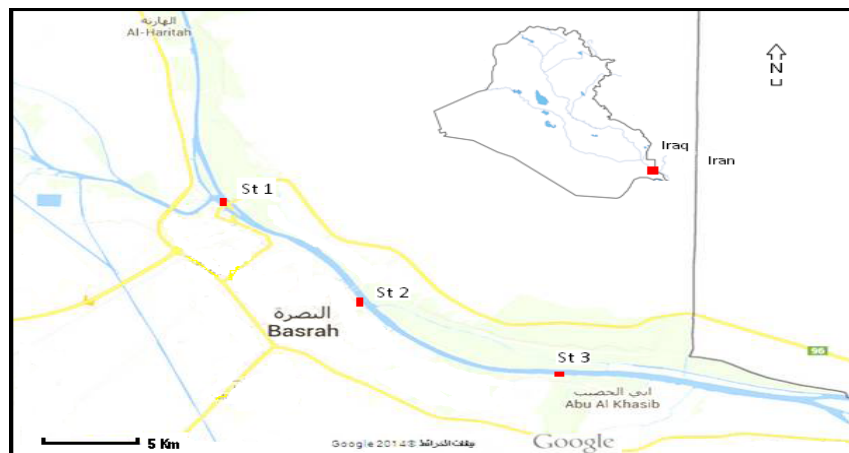 الهارثة
Al-Haritah
N
Iraq
Iran
St 1
St 2
البصرة
Basrah
96
St 3
ابي الخصيب
Abu Al Khasib
5 Km
Google 2014©
Google